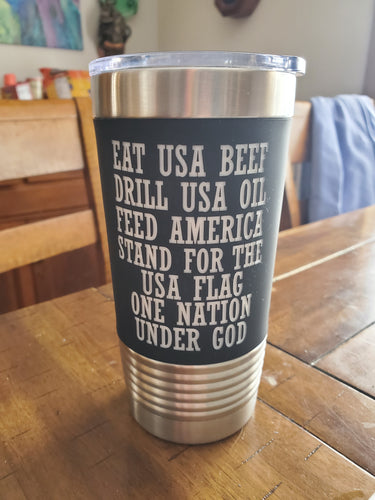 EAT USA BEEF
DRILL USA OIL
FEED AMERICA
STAND FOR THE
USA FLAG
ONE NATION
UNDER GOD